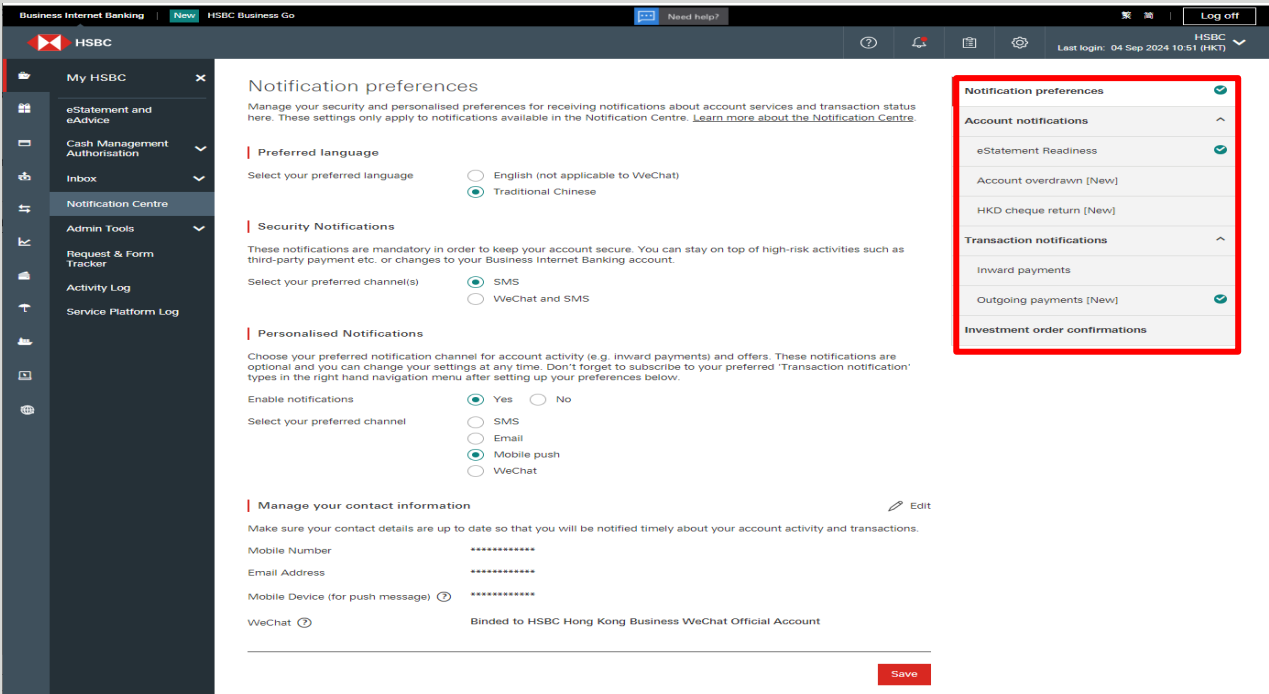 Business Internet Banking | New HSBC Business Go
Need help?
繁 简 | Log off
HSBC
HSBC
Last login: 04 Sep 2024 10:51 (HKT)
My HSBC
eStatement and
eAdvice
Cash Management
Authorisation
Inbox
Notification Centre
Admin Tools
Request & Form
Tracker
Activity Log
Service Platform Log
Notification preferences
Manage your security and personalised preferences for receiving notifications about account services and transaction status
here. These settings only apply to notifications available in the Notification Centre. Learn more about the Notification Centre.
Preferred language
Select your preferred language
English (not applicable to WeChat)
Traditional Chinese
Security Notifications
These notifications are mandatory in order to keep your account secure. You can stay on top of high-risk activities such as
third-party payment etc. or changes to your Business Internet Banking account.
Select your preferred channel(s)
SMS
WeChat and SMS
Personalised Notifications
Choose your preferred notification channel for account activity (e.g. inward payments) and offers. These notifications are
optional and you can change your settings at any time. Don't forget to subscribe to your preferred 'Transaction notification'
types in the right hand navigation menu after setting up your preferences below.
Enable notifications
Yes No
Select your preferred channel
SMS
Email
Mobile push
WeChat
Manage your contact information
Edit
Make sure your contact details are up to date so that you will be notified timely about your account activity and transactions.
Mobile Number ************
Email Address ************
Mobile Device (for push message) ? ************
WeChat ? Binded to HSBC Hong Kong Business WeChat Official Account
Save
Notification preferences
Account notifications
eStatement Readiness
Account overdrawn [New]
HKD cheque return [New]
Transaction notifications
Inward payments
Outgoing payments [New]
Investment order confirmations